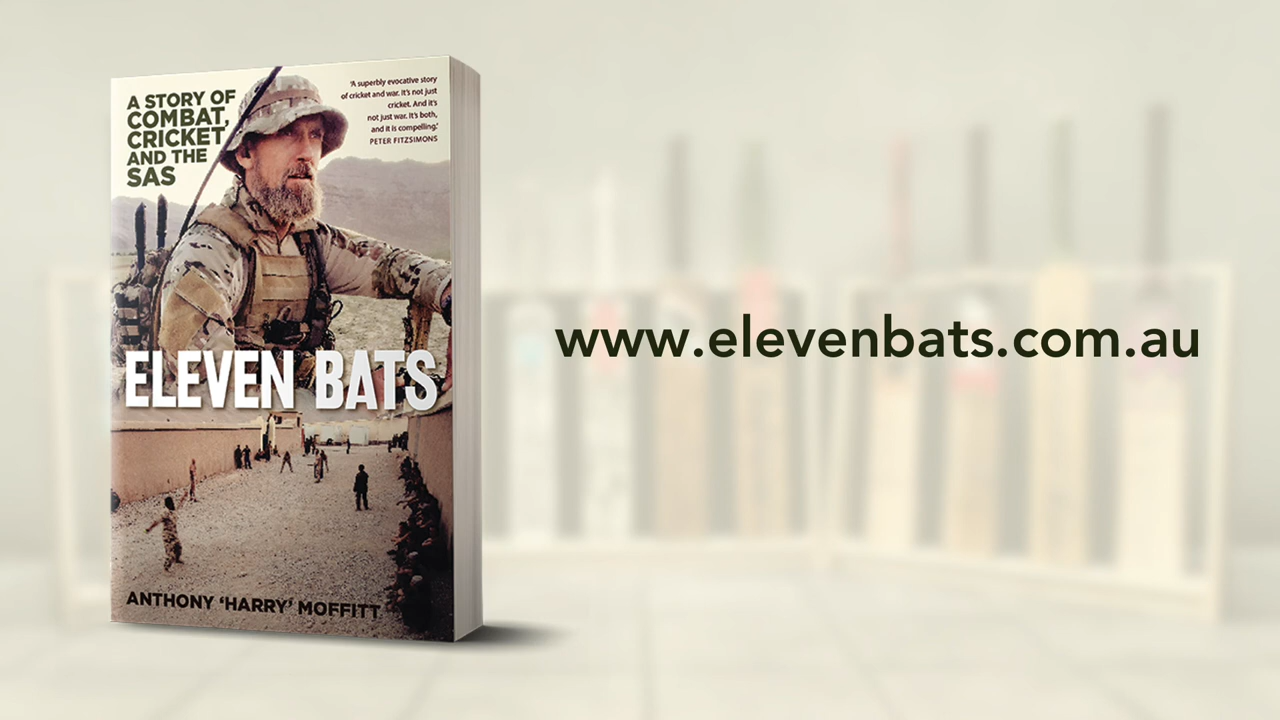 A STORY OF
COMBAT,
CRICKET
AND THE
SAS
'A superbly evocative story
of cricket and war. It's not just
cricket. And it's
not just war. It's both,
and it is compelling.'
PETER FITZSIMONS
ELEVEN BATS
ANTHONY 'HARRY' MOFFITT
www.elevenbats.com.au